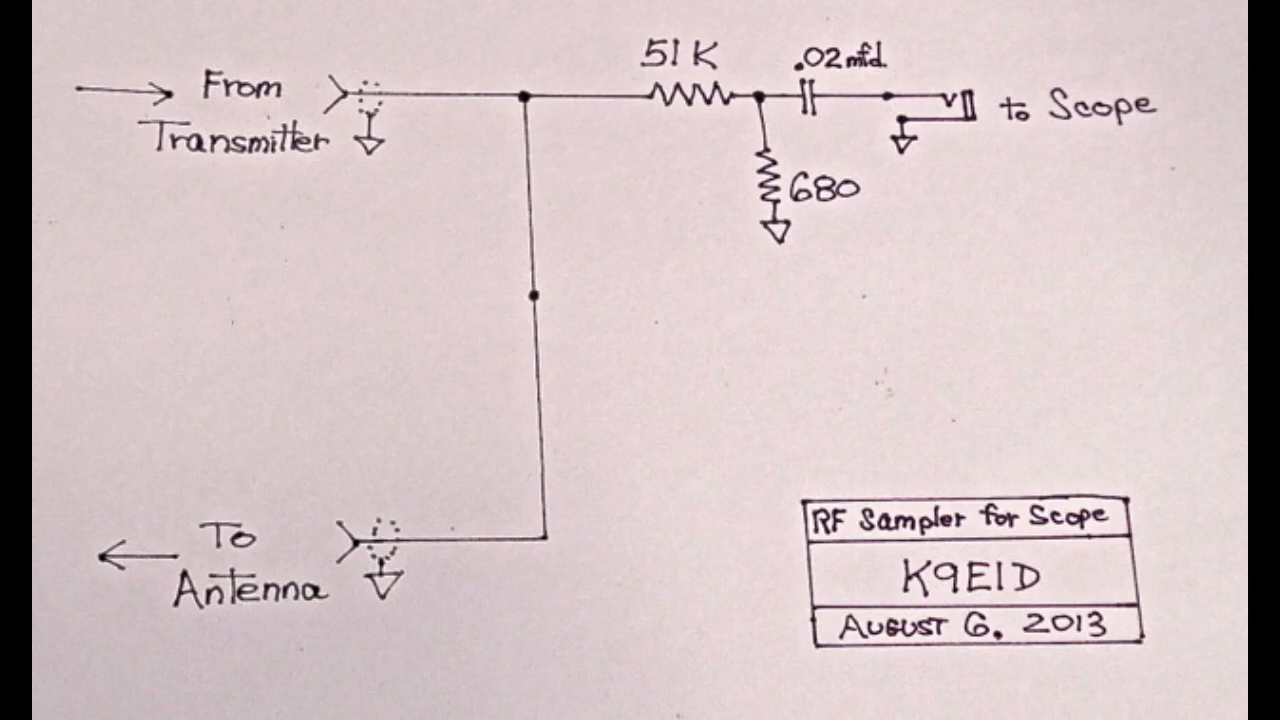 51K
.02 mfd.
From
Transmitter
to Scope
680
To
Antenna
RF Sampler for Scope
K9EID
AUGUST 6. 2013